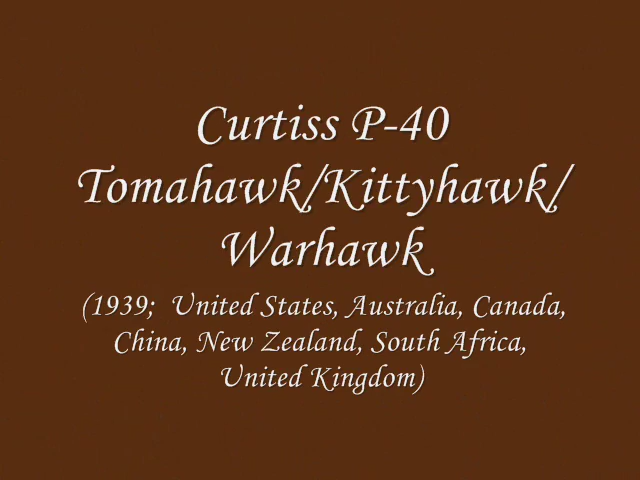 Curtiss P-40
Tomahawk/Kittyhawk/
Warhawk
(1939;  United States, Australia, Canada,
China, New Zealand, South Africa,
United Kingdom)